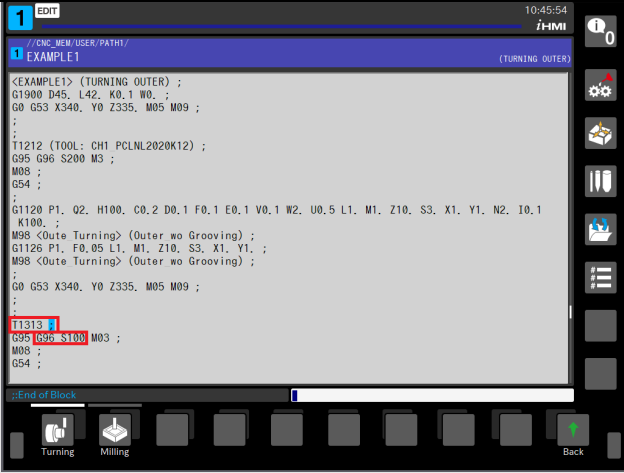 1
EDIT
10:45:54
iHMI
0
//CNC_MEM/USER/PATH1/
1 EXAMPLE1
(TURNING OUTER)
<EXAMPLE1> (TURNING OUTER) ;
G1900 D45. L42. K0.1 W0. ;
G0 G53 X340. Y0 Z335. M05 M09 ;
;
;
T1212 (TOOL: CH1 PCLNL2020K12) ;
G95 G96 S200 M3 ;
M08 ;
G54 ;
;
G1120 P1. Q2. H100. C0.2 D0.1 F0.1 E0.1 V0.1 W2. U0.5 L1. M1. Z10. S3. X1. Y1. N2. I0.1
K100. ;
M98 <Oute Turning> (Outer wo Grooving) ;
G1126 P1. F0.05 L1. M1. Z10. S3. X1. Y1. ;
M98 <Oute Turning> (Outer wo Grooving) ;
;
G0 G53 X340. Y0 Z335. M05 M09 ;
;
;
T1313 ;
G95 G96 S100 M03 ;
M08 ;
G54 ;
;:End of Block
Turning
Milling
Back